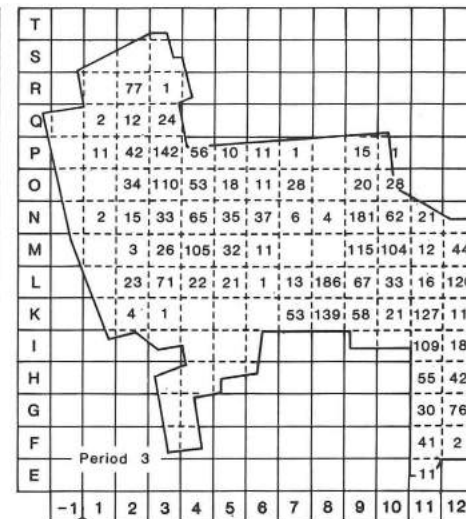 T
S
R 77 1
Q 2 12 24
P 11 42 142 56 10 11 1 15 1
O 34 110 53 18 11 28 20 28
N 2 15 33 65 35 37 6 4 181 62 21
M 3 26 105 32 11 115 104 12 44
L 23 71 22 21 1 13 186 67 33 16
K 4 1 53 139 58 21 127
I 109
H 55 42
G 30 76
F 41 2
Period 3
E 11
-1 1 2 3 4 5 6 7 8 9 10 11 12